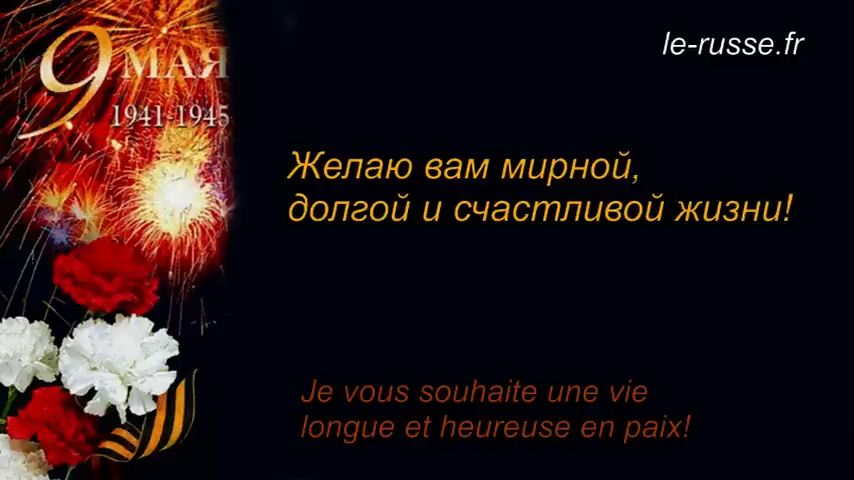 le-russe.fr
9 МАЯ
1941-1945
Желаю вам мирной,
долгой и счастливой жизни!
Je vous souhaite une vie
longue et heureuse en paix!